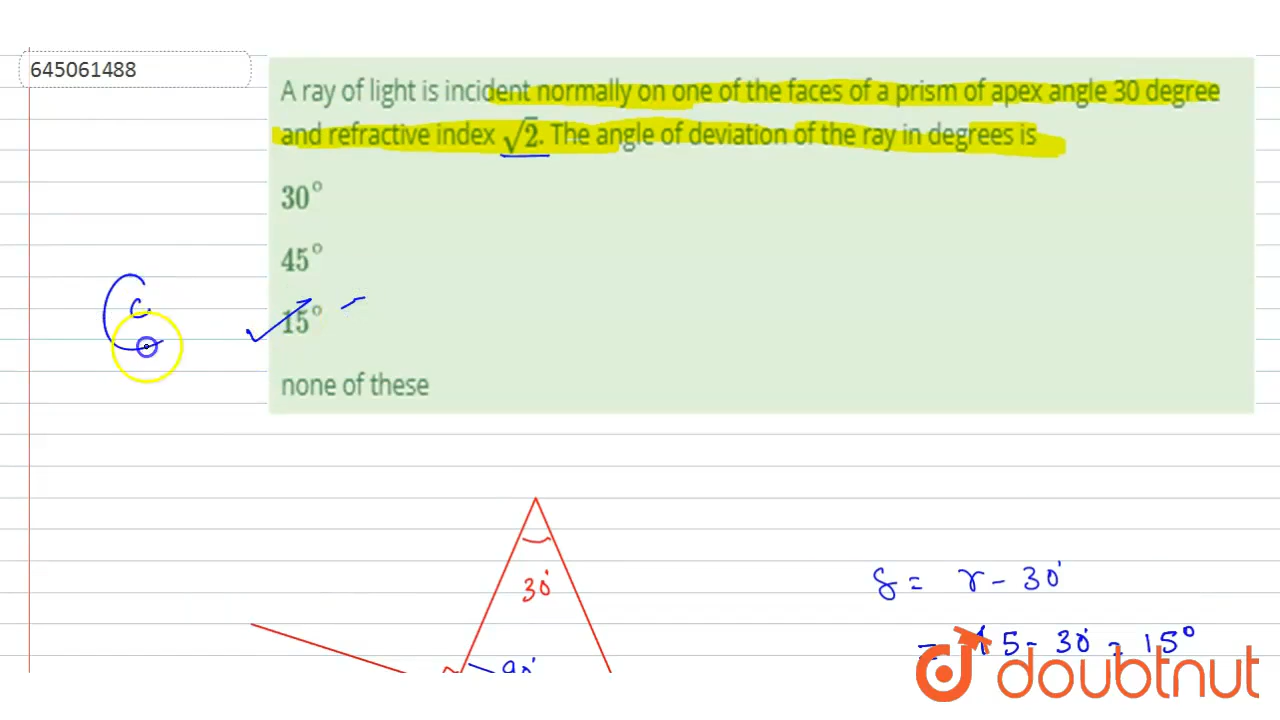 645061488
A ray of light is incident normally on one of the faces of a prism of apex angle 30 degree
and refractive index √2. The angle of deviation of the ray in degrees is
30°
45°
C
15°
none of these
30°
δ = r - 30°
= 45 - 30° = 15°
90°
doubtnut